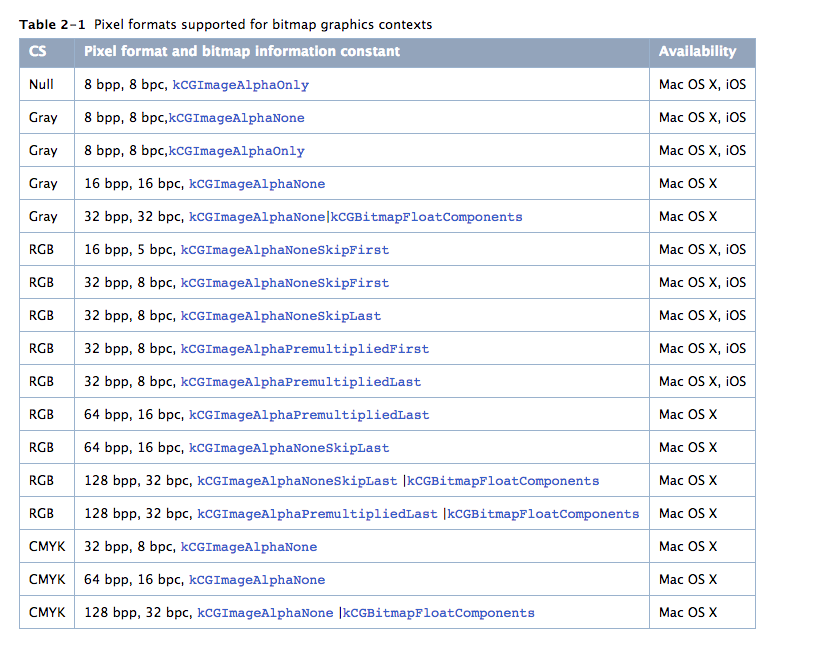 Table 2-1 Pixel formats supported for bitmap graphics contexts
CS Pixel format and bitmap information constant Availability
Null 8 bpp, 8 bpc, kCGImageAlphaOnly Mac OS X, iOS
Gray 8 bpp, 8 bpc,kCGImageAlphaNone Mac OS X, iOS
Gray 8 bpp, 8 bpc,kCGImageAlphaOnly Mac OS X, iOS
Gray 16 bpp, 16 bpc, kCGImageAlphaNone Mac OS X
Gray 32 bpp, 32 bpc, kCGImageAlphaNone|kCGBitmapFloatComponents Mac OS X
RGB 16 bpp, 5 bpc, kCGImageAlphaNoneSkipFirst Mac OS X, iOS
RGB 32 bpp, 8 bpc, kCGImageAlphaNoneSkipFirst Mac OS X, iOS
RGB 32 bpp, 8 bpc, kCGImageAlphaNoneSkipLast Mac OS X, iOS
RGB 32 bpp, 8 bpc, kCGImageAlphaPremultipliedFirst Mac OS X, iOS
RGB 32 bpp, 8 bpc, kCGImageAlphaPremultipliedLast Mac OS X, iOS
RGB 64 bpp, 16 bpc, kCGImageAlphaPremultipliedLast Mac OS X
RGB 64 bpp, 16 bpc, kCGImageAlphaNoneSkipLast Mac OS X
RGB 128 bpp, 32 bpc, kCGImageAlphaNoneSkipLast |kCGBitmapFloatComponents Mac OS X
RGB 128 bpp, 32 bpc, kCGImageAlphaPremultipliedLast |kCGBitmapFloatComponents Mac OS X
CMYK 32 bpp, 8 bpc, kCGImageAlphaNone Mac OS X
CMYK 64 bpp, 16 bpc, kCGImageAlphaNone Mac OS X
CMYK 128 bpp, 32 bpc, kCGImageAlphaNone |kCGBitmapFloatComponents Mac OS X